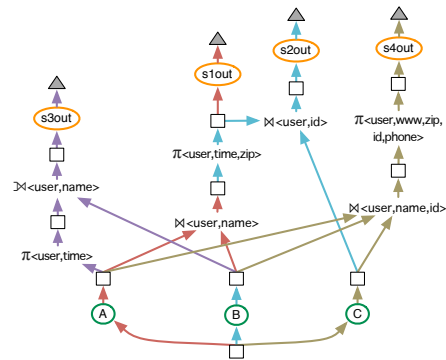 s2out
s4out
s1out
s3out
⋈<user,id>
π<user,www,zip,
id,phone>
π<user,time,zip>
⟕<user,name>
⋈<user,name>
⋈<user,name,id>
π<user,time>
A
B
C